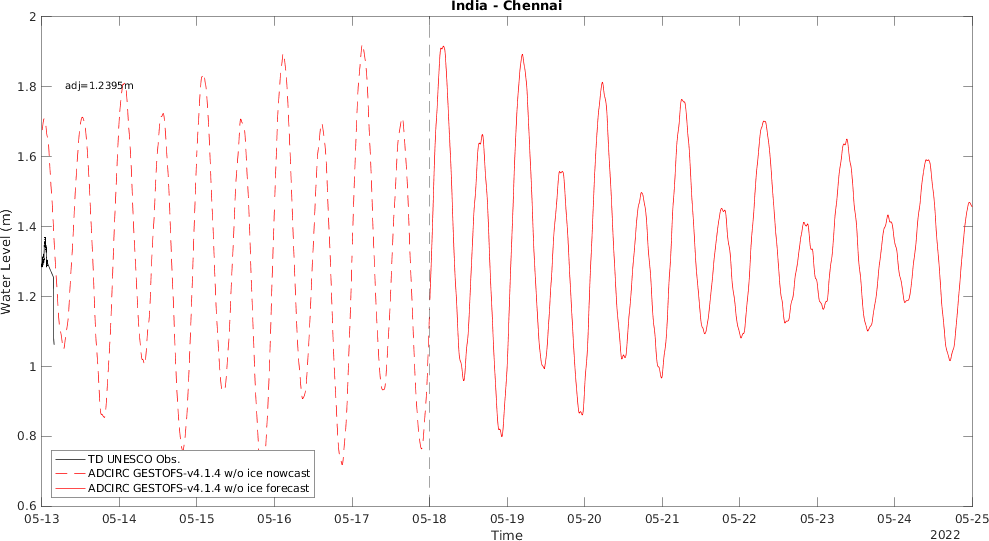 India - Chennai
2
1.8
1.6
1.4
1.2
1
0.8
0.6
Water Level (m)
adj=1.2395m
TD UNESCO Obs.
ADCIRC GESTOFS-v4.1.4 w/o ice nowcast
ADCIRC GESTOFS-v4.1.4 w/o ice forecast
05-13 05-14 05-15 05-16 05-17 05-18 05-19 05-20 05-21 05-22 05-23 05-24 05-25
Time
2022